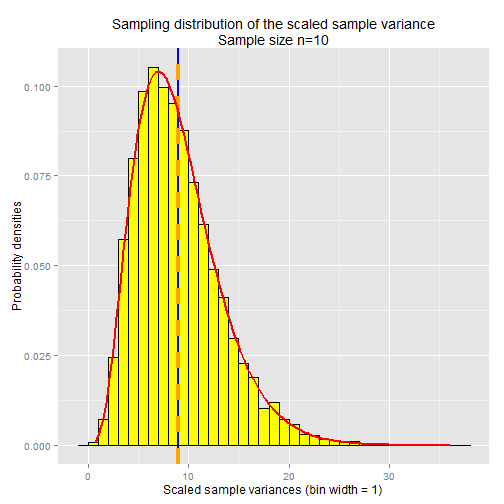 Sampling distribution of the scaled sample variance
Sample size n=10
Probability densities
0.100
0.075
0.050
0.025
0.000
0
10
20
30
Scaled sample variances (bin width = 1)